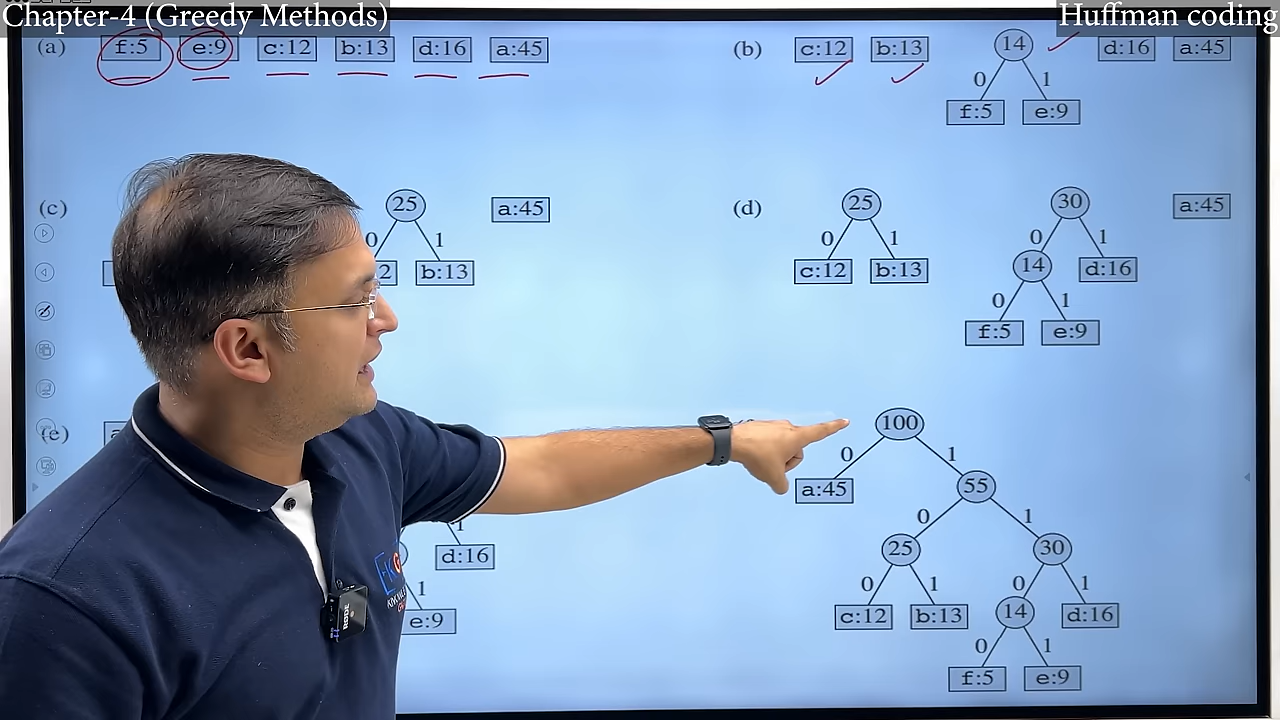 Chapter-4 (Greedy Methods)
Huffman coding
(a) f:5 e:9 c:12 b:13 d:16 a:45
(b) c:12 b:13 14 d:16 a:45
0 1
f:5 e:9
(c) 25 a:45
0 1
2 b:13
(d) 25 30 a:45
0 1 0 1
c:12 b:13 14 d:16
0 1
f:5 e:9
(e)
1
d:16
1
e:9
100
0 1
a:45 55
0 1
25 30
0 1 0 1
c:12 b:13 14 d:16
0 1
f:5 e:9
RODE